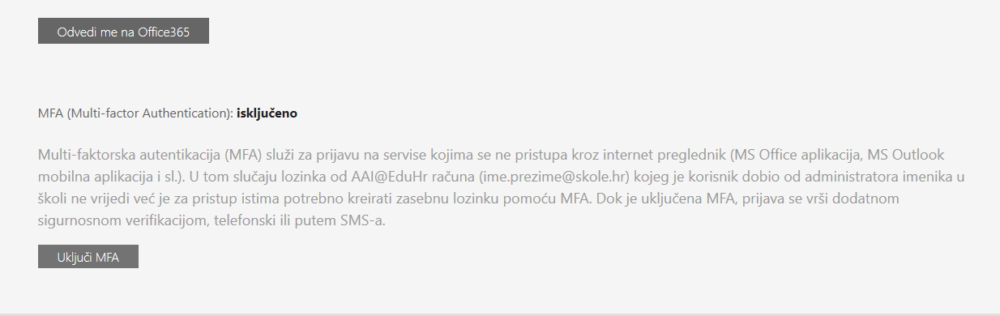 Odvedi me na Office365
MFA (Multi-factor Authentication): isključeno
Multi-faktorska autentikacija (MFA) služi za prijavu na servise kojima se ne pristupa kroz internet preglednik (MS Office aplikacija, MS Outlook
mobilna aplikacija i sl.). U tom slučaju lozinka od AAI@EduHr računa (ime.prezime@skole.hr) kojeg je korisnik dobio od administratora imenika u
školi ne vrijedi već je za pristup istima potrebno kreirati zasebnu lozinku pomoću MFA. Dok je uključena MFA, prijava se vrši dodatnom
sigurnosnom verifikacijom, telefonski ili putem SMS-a.
Uključi MFA